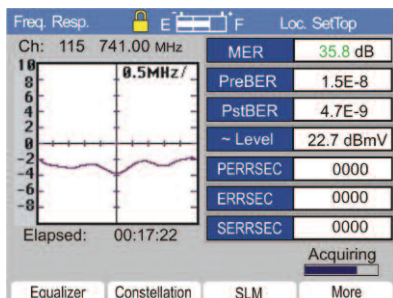 Freq. Resp. E F Loc. SetTop
Ch: 115 741.00 MHz
10
8
6
4
2
0
-2
-4
-6
-8
0.5MHz/
Elapsed: 00:17:22
MER 35.8 dB
PreBER 1.5E-8
PstBER 4.7E-9
~ Level 22.7 dBmV
PERRSEC 0000
ERRSEC 0000
SERRSEC 0000
Acquiring
Equalizer Constellation SLM More